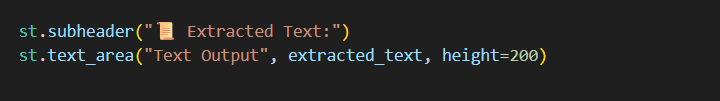 st.subheader("📜 Extracted Text:")
st.text_area("Text Output", extracted_text, height=200)